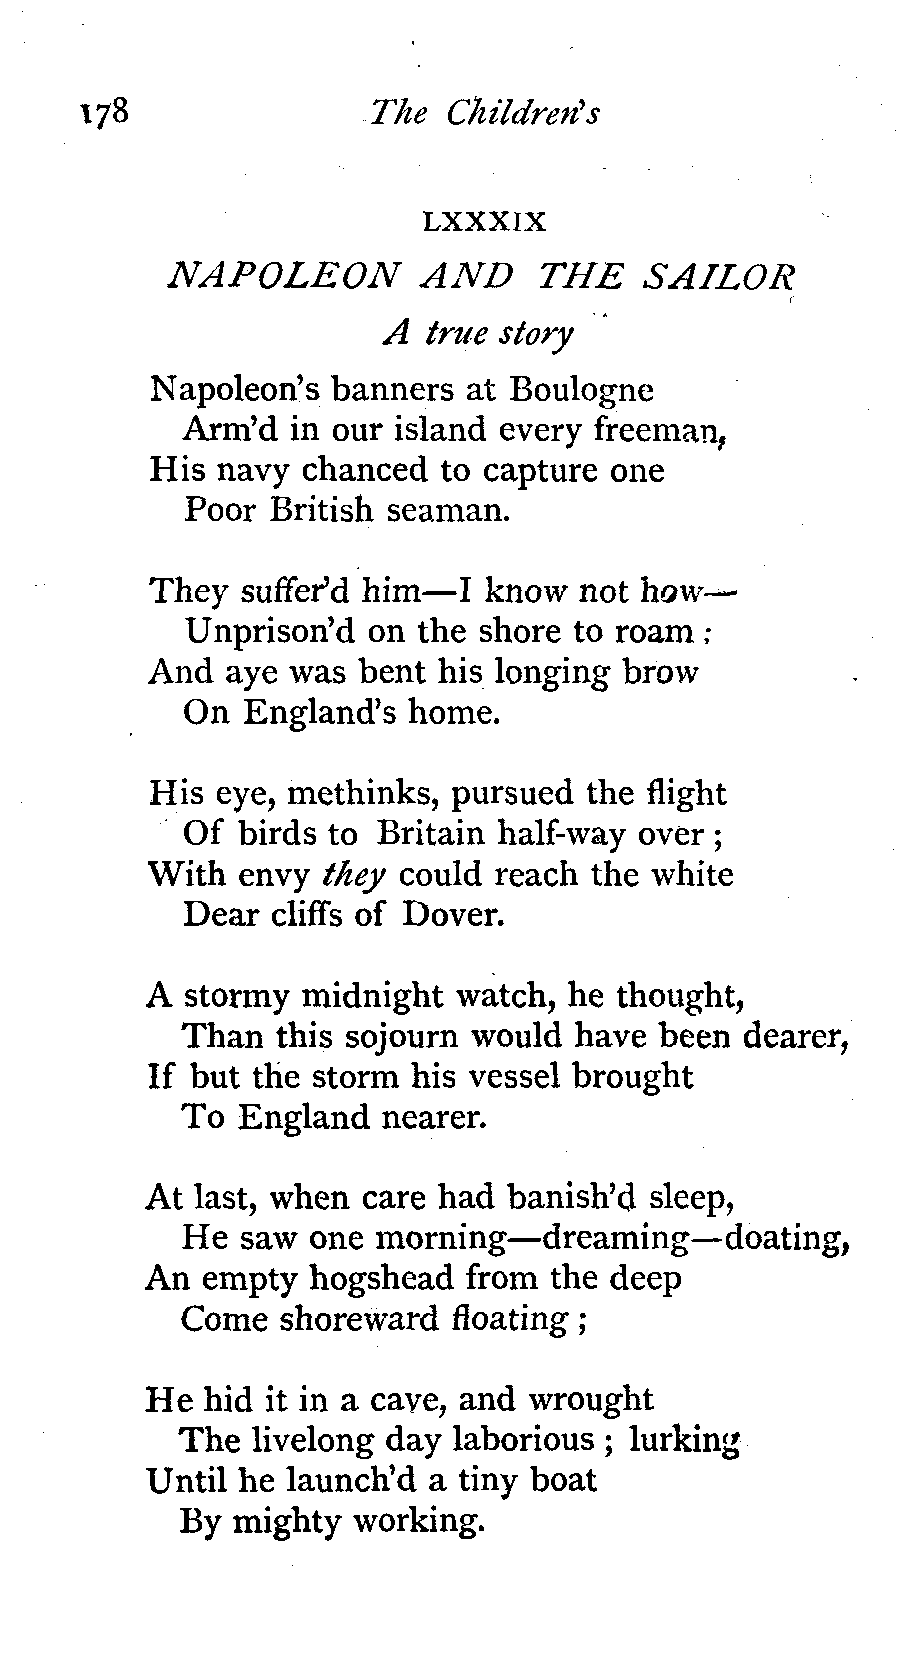 178 The Children's
LXXXIX
NAPOLEON AND THE SAILOR
A true story
Napoleon's banners at Boulogne
Arm'd in our island every freeman,
His navy chanced to capture one
Poor British seaman.
They suffer'd him—I know not how—
Unprison'd on the shore to roam ;
And aye was bent his longing brow
On England's home.
His eye, methinks, pursued the flight
Of birds to Britain half-way over ;
With envy they could reach the white
Dear cliffs of Dover.
A stormy midnight watch, he thought,
Than this sojourn would have been dearer,
If but the storm his vessel brought
To England nearer.
At last, when care had banish'd sleep,
He saw one morning—dreaming—doating,
An empty hogshead from the deep
Come shoreward floating ;
He hid it in a cave, and wrought
The livelong day laborious ; lurking
Until he launch'd a tiny boat
By mighty working.